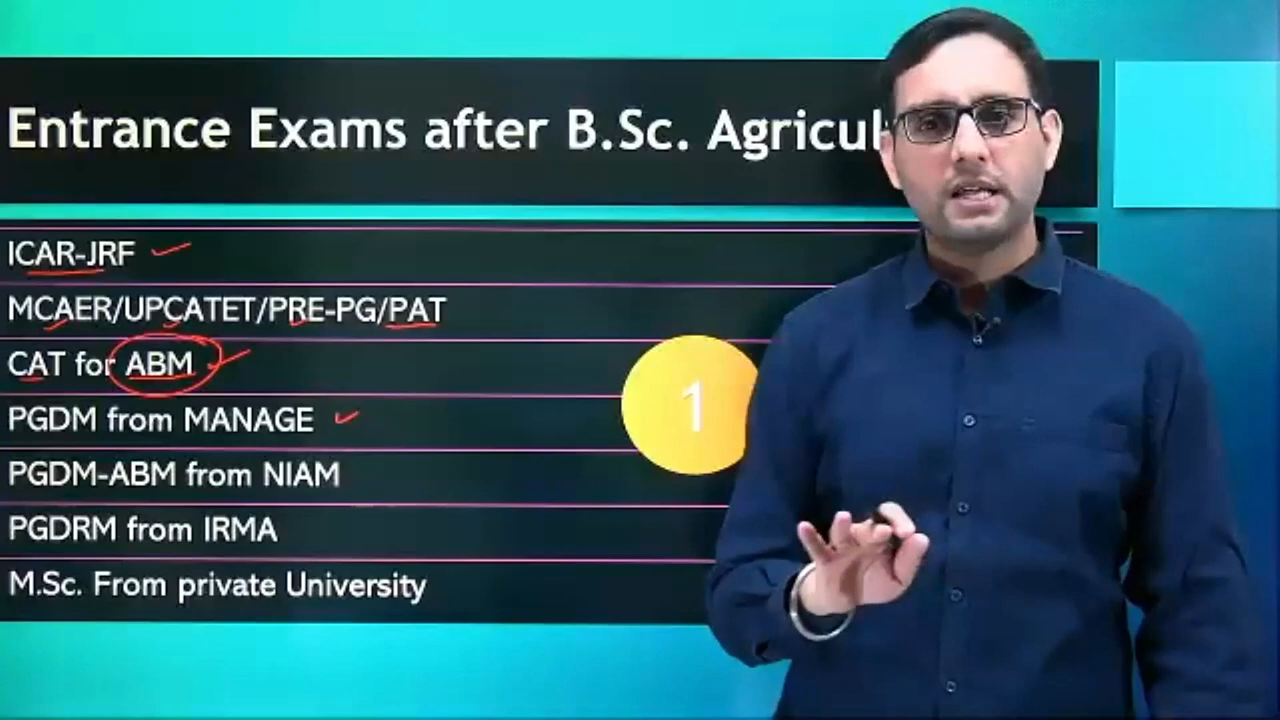 Entrance Exams after B.Sc. Agricul
ICAR-JRF
MCAER/UPCATET/PRE-PG/PAT
CAT for ABM
PGDM from MANAGE
PGDM-ABM from NIAM
PGDRM from IRMA
M.Sc. From private University
1